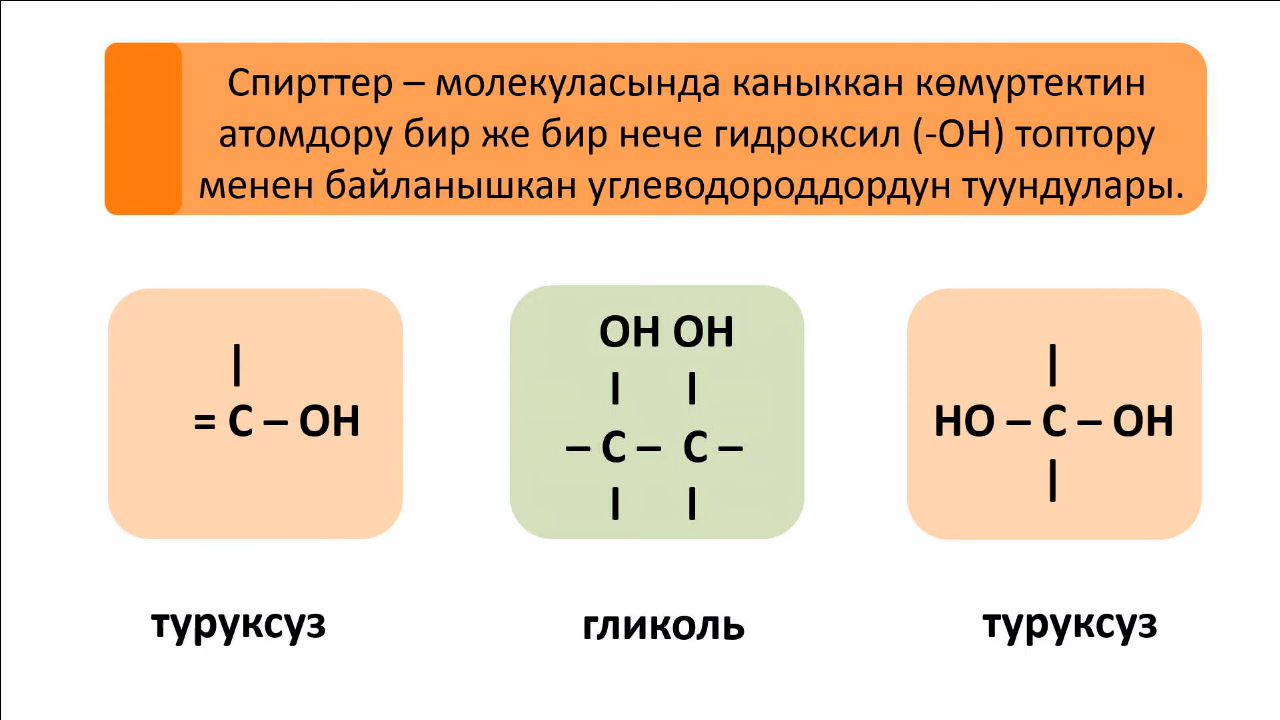 Спирттер – молекуласында каныккан көмүртектин
атомдору бир же бир нече гидроксил (-ОН) топтору
менен байланышкан углеводороддордун туундулары.
|
= C – OH
OH OH
| |
– C – C –
| |
|
HO – C – OH
|
туруксуз
гликоль
туруксуз